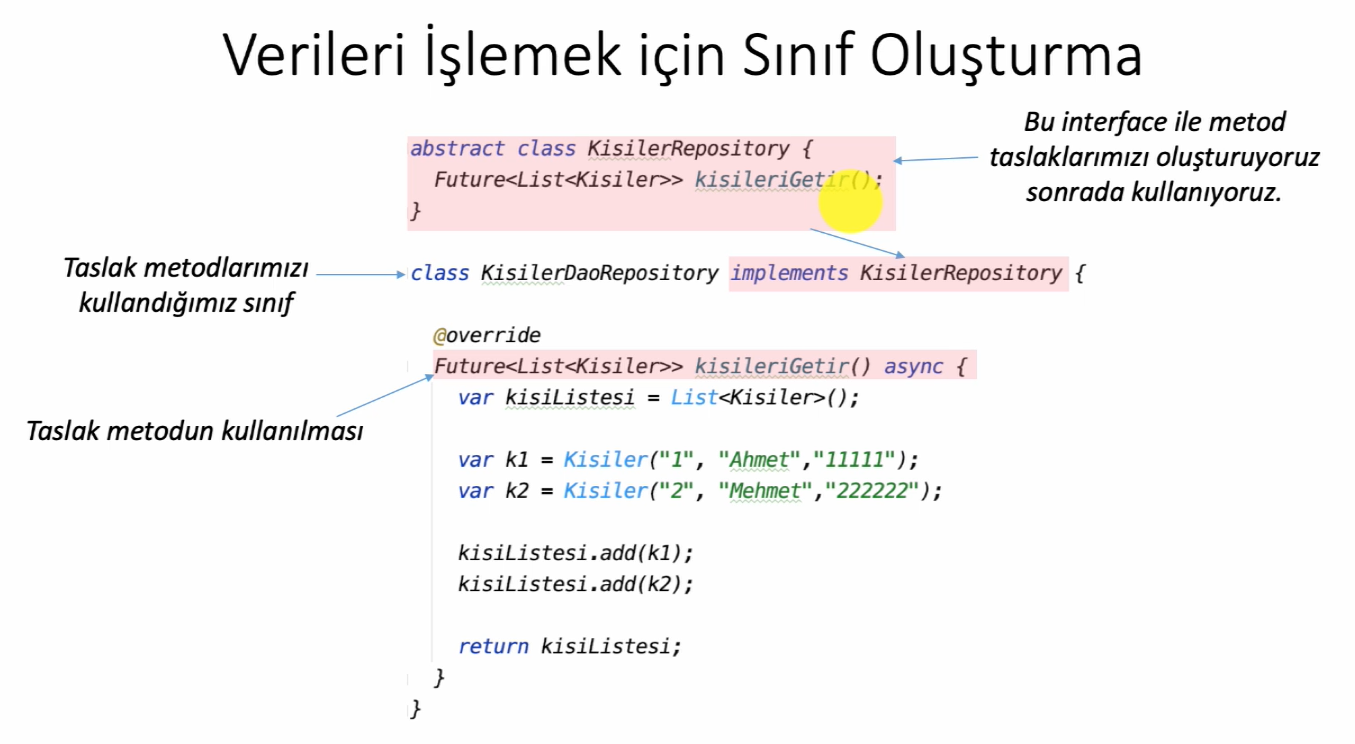 Verileri İşlemek için Sınıf Oluşturma
Bu interface ile metod
taslaklarımızı oluşturuyoruz
sonrada kullanıyoruz.
abstract class KisilerRepository {
Future<List<Kisiler>> kisileriGetir();
}
Taslak metodlarımızı
kullandığımız sınıf
class KisilerDaoRepository implements KisilerRepository {
@override
Future<List<Kisiler>> kisileriGetir() async {
Taslak metodun kullanılması
var kisiListesi = List<Kisiler>();
var k1 = Kisiler("1", "Ahmet","11111");
var k2 = Kisiler("2", "Mehmet","222222");
kisiListesi.add(k1);
kisiListesi.add(k2);
return kisiListesi;
}
}